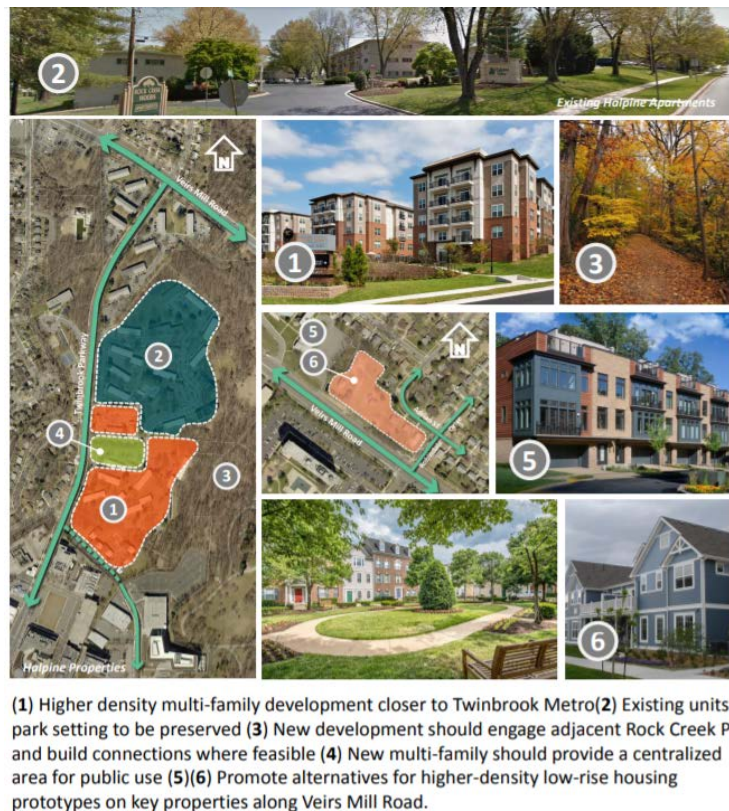 2
ROCK CREEK
WOODS
Existing Halpine Apartments
N
Veirs Mill Road
Twinbrook Parkway
2
4
3
1
Halpine Properties
1
3
5
6
N
Veirs Mill Road
5
6
(1) Higher density multi-family development closer to Twinbrook Metro(2) Existing units
park setting to be preserved (3) New development should engage adjacent Rock Creek P
and build connections where feasible (4) New multi-family should provide a centralized
area for public use (5)(6) Promote alternatives for higher-density low-rise housing
prototypes on key properties along Veirs Mill Road.